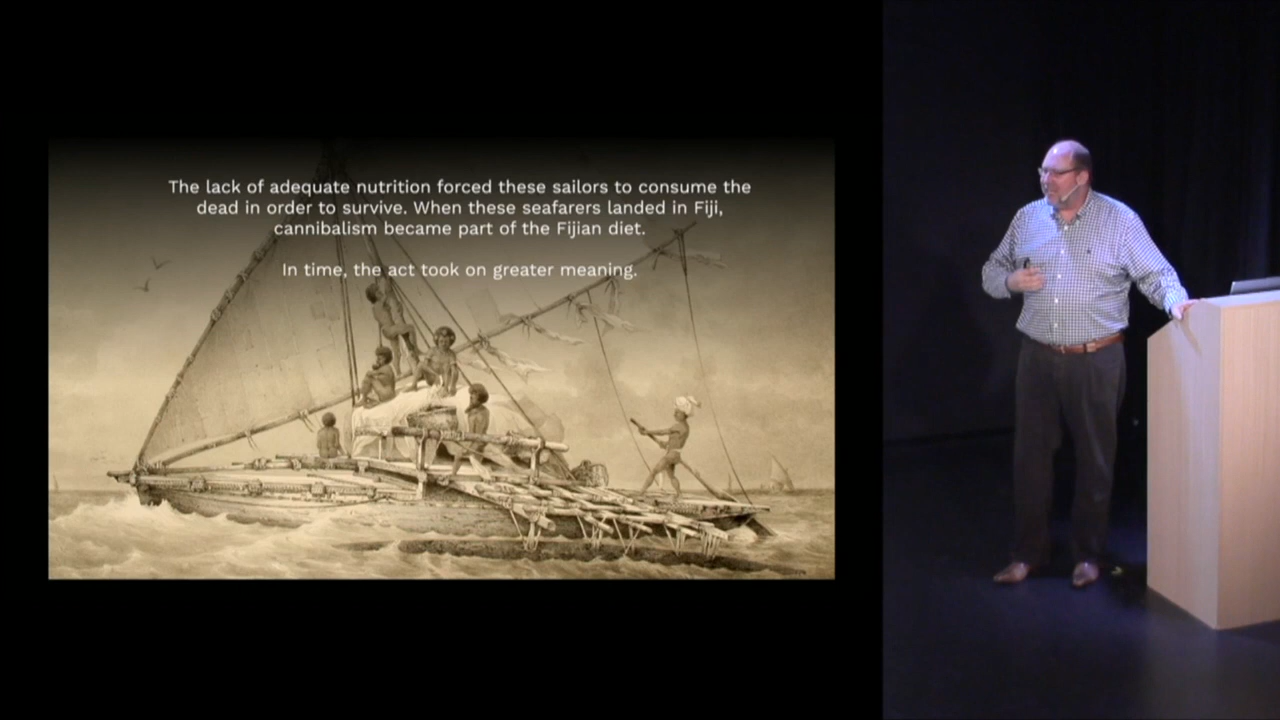 The lack of adequate nutrition forced these sailors to consume the
dead in order to survive. When these seafarers landed in Fiji,
cannibalism became part of the Fijian diet.
In time, the act took on greater meaning.